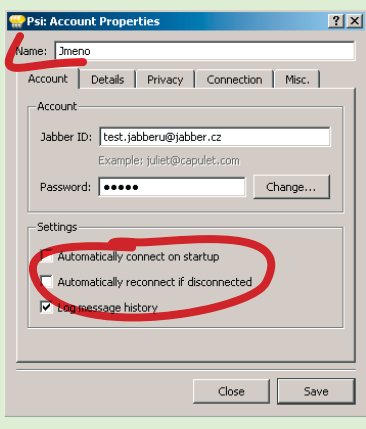 Psi: Account Properties
Name: Jmeno
Account Details Privacy Connection Misc.
Account
Jabber ID: test.jabberu@jabber.cz
Example: juliet@capulet.com
Password: ●●●●● Change...
Settings
Automatically connect on startup
Automatically reconnect if disconnected
Log message history
Close Save